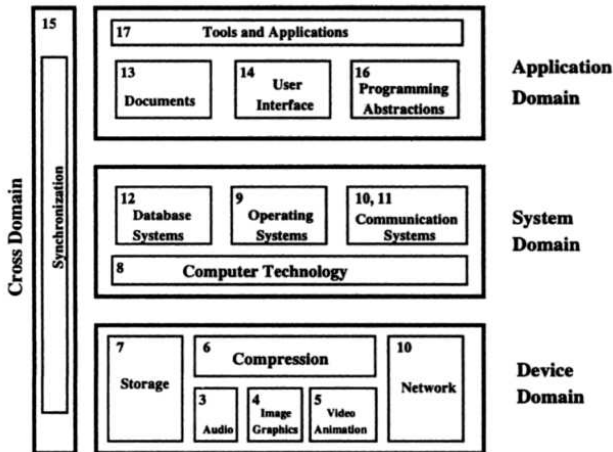 15
Cross Domain
Synchronization
17
Tools and Applications
13
Documents
14
User
Interface
16
Programming
Abstractions
Application
Domain
12
Database
Systems
9
Operating
Systems
10, 11
Communication
Systems
8
Computer Technology
System
Domain
7
Storage
6
Compression
3
Audio
4
Image
Graphics
5
Video
Animation
10
Network
Device
Domain